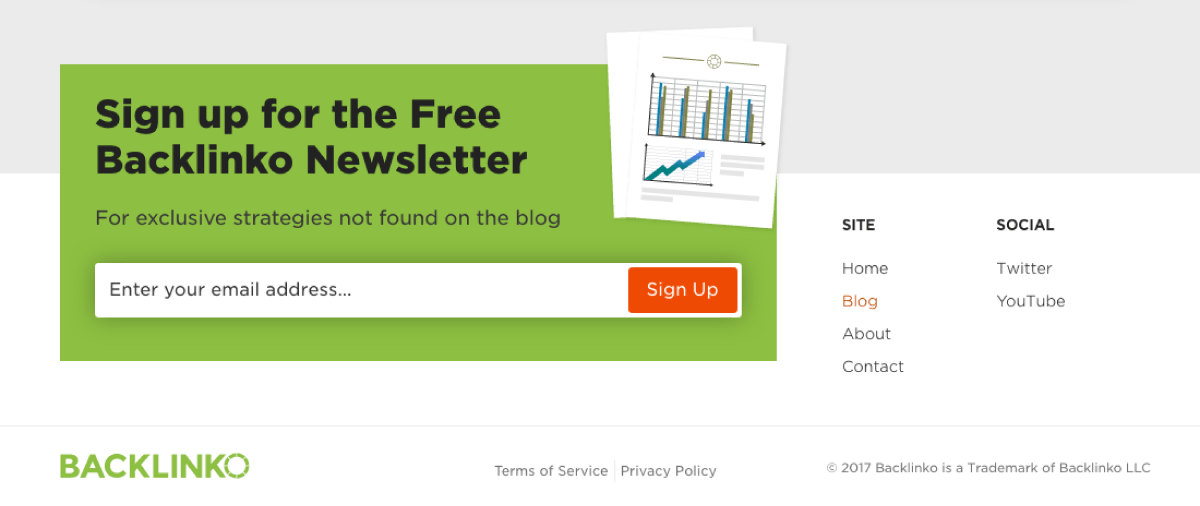 Sign up for the Free
Backlinko Newsletter
For exclusive strategies not found on the blog
Enter your email address...
Sign Up
SITE
Home
Blog
About
Contact
SOCIAL
Twitter
YouTube
BACKLINKO
Terms of Service
Privacy Policy
© 2017 Backlinko is a Trademark of Backlinko LLC